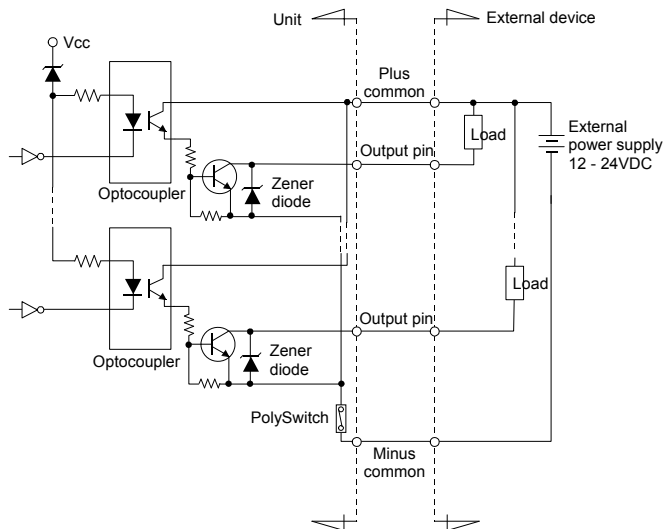 Unit
External device
Vcc
Plus
common
Load
External
power supply
12 - 24VDC
Output pin
Optocoupler
Zener
diode
Load
Output pin
Optocoupler
Zener
diode
PolySwitch
Minus
common